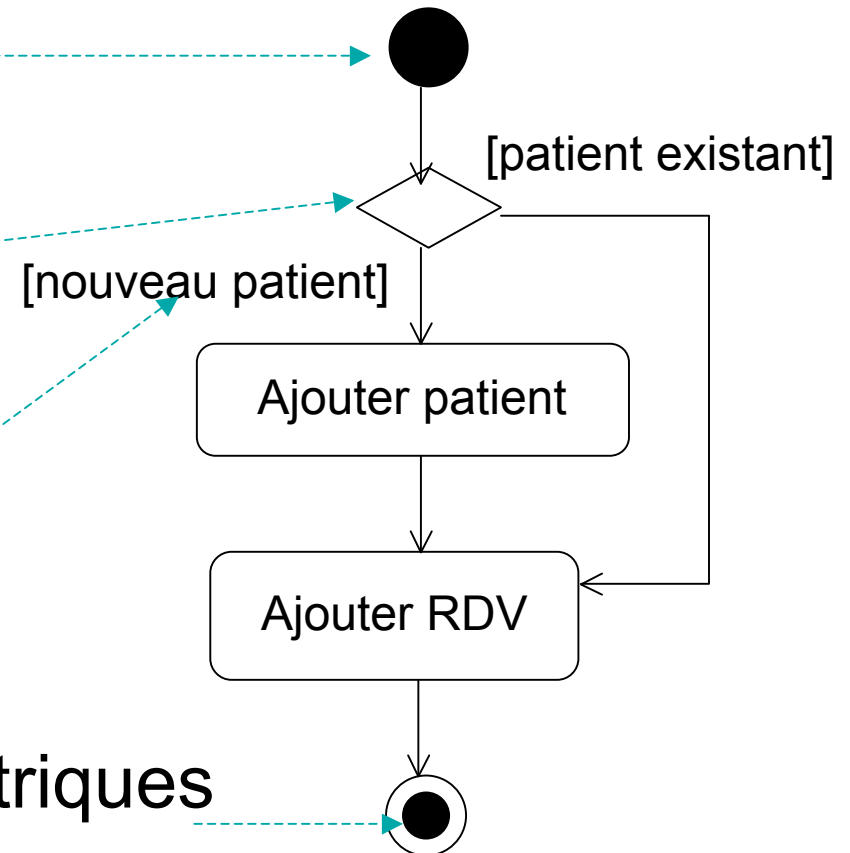 [patient existant]
[nouveau patient]
Ajouter patient
Ajouter RDV
triques